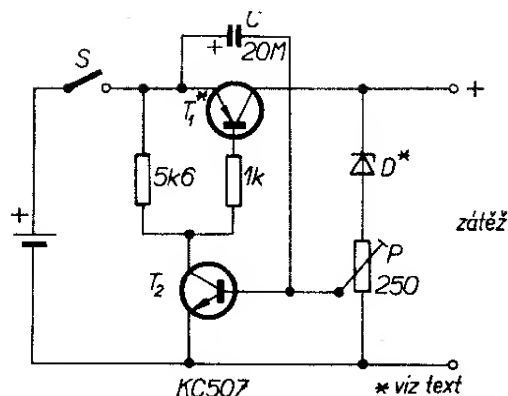 C
S
+
20M
+
T₁*
5k6
1k
D*
+
zátěž
P
250
T₂
KC507
* viz text